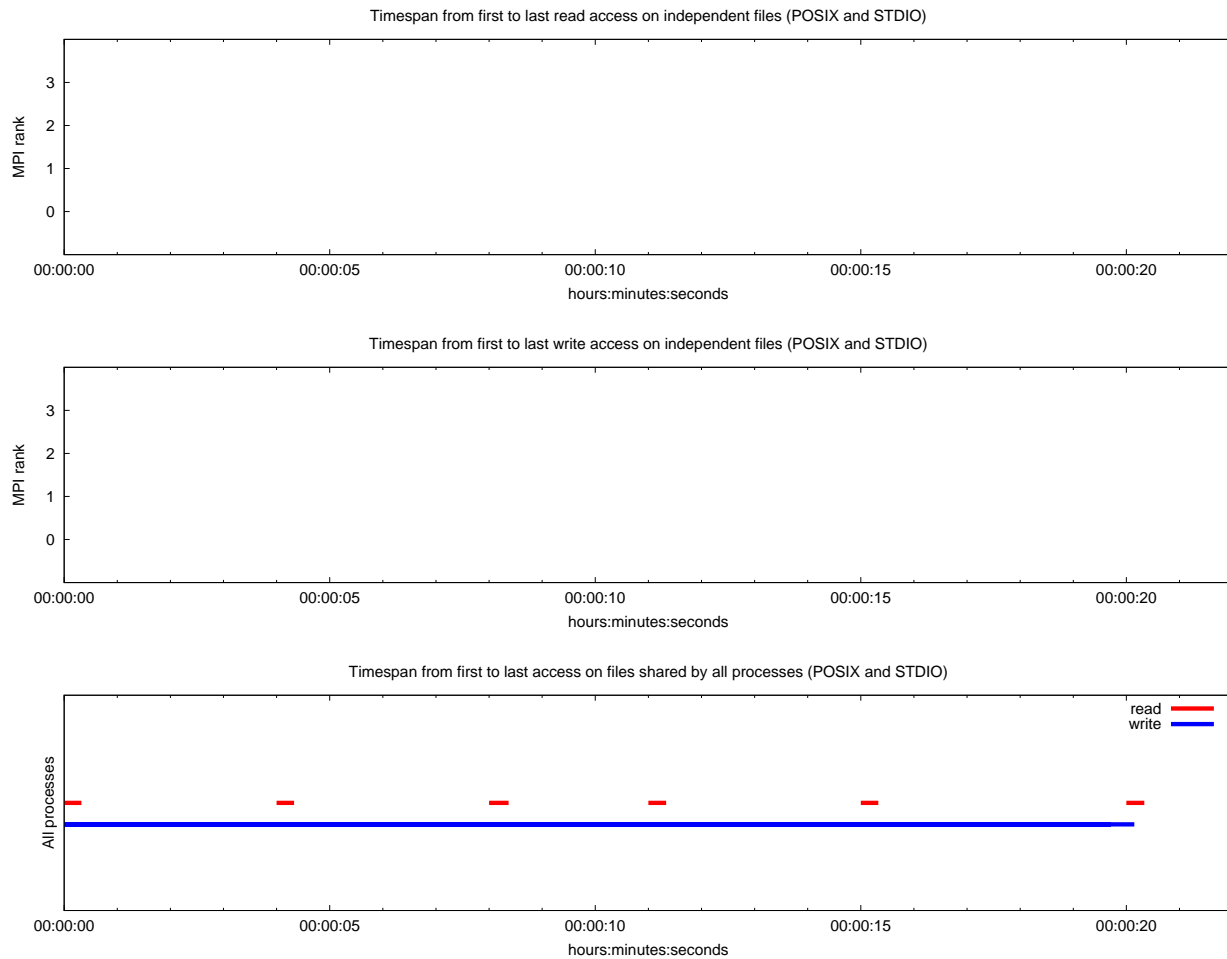 Timespan from first to last read access on independent files (POSIX and STDIO)
MPI rank
3
2
1
0
00:00:00 00:00:05 00:00:10 00:00:15 00:00:20
hours:minutes:seconds
Timespan from first to last write access on independent files (POSIX and STDIO)
MPI rank
3
2
1
0
00:00:00 00:00:05 00:00:10 00:00:15 00:00:20
hours:minutes:seconds
Timespan from first to last access on files shared by all processes (POSIX and STDIO)
read
write
All processes
00:00:00 00:00:05 00:00:10 00:00:15 00:00:20
hours:minutes:seconds